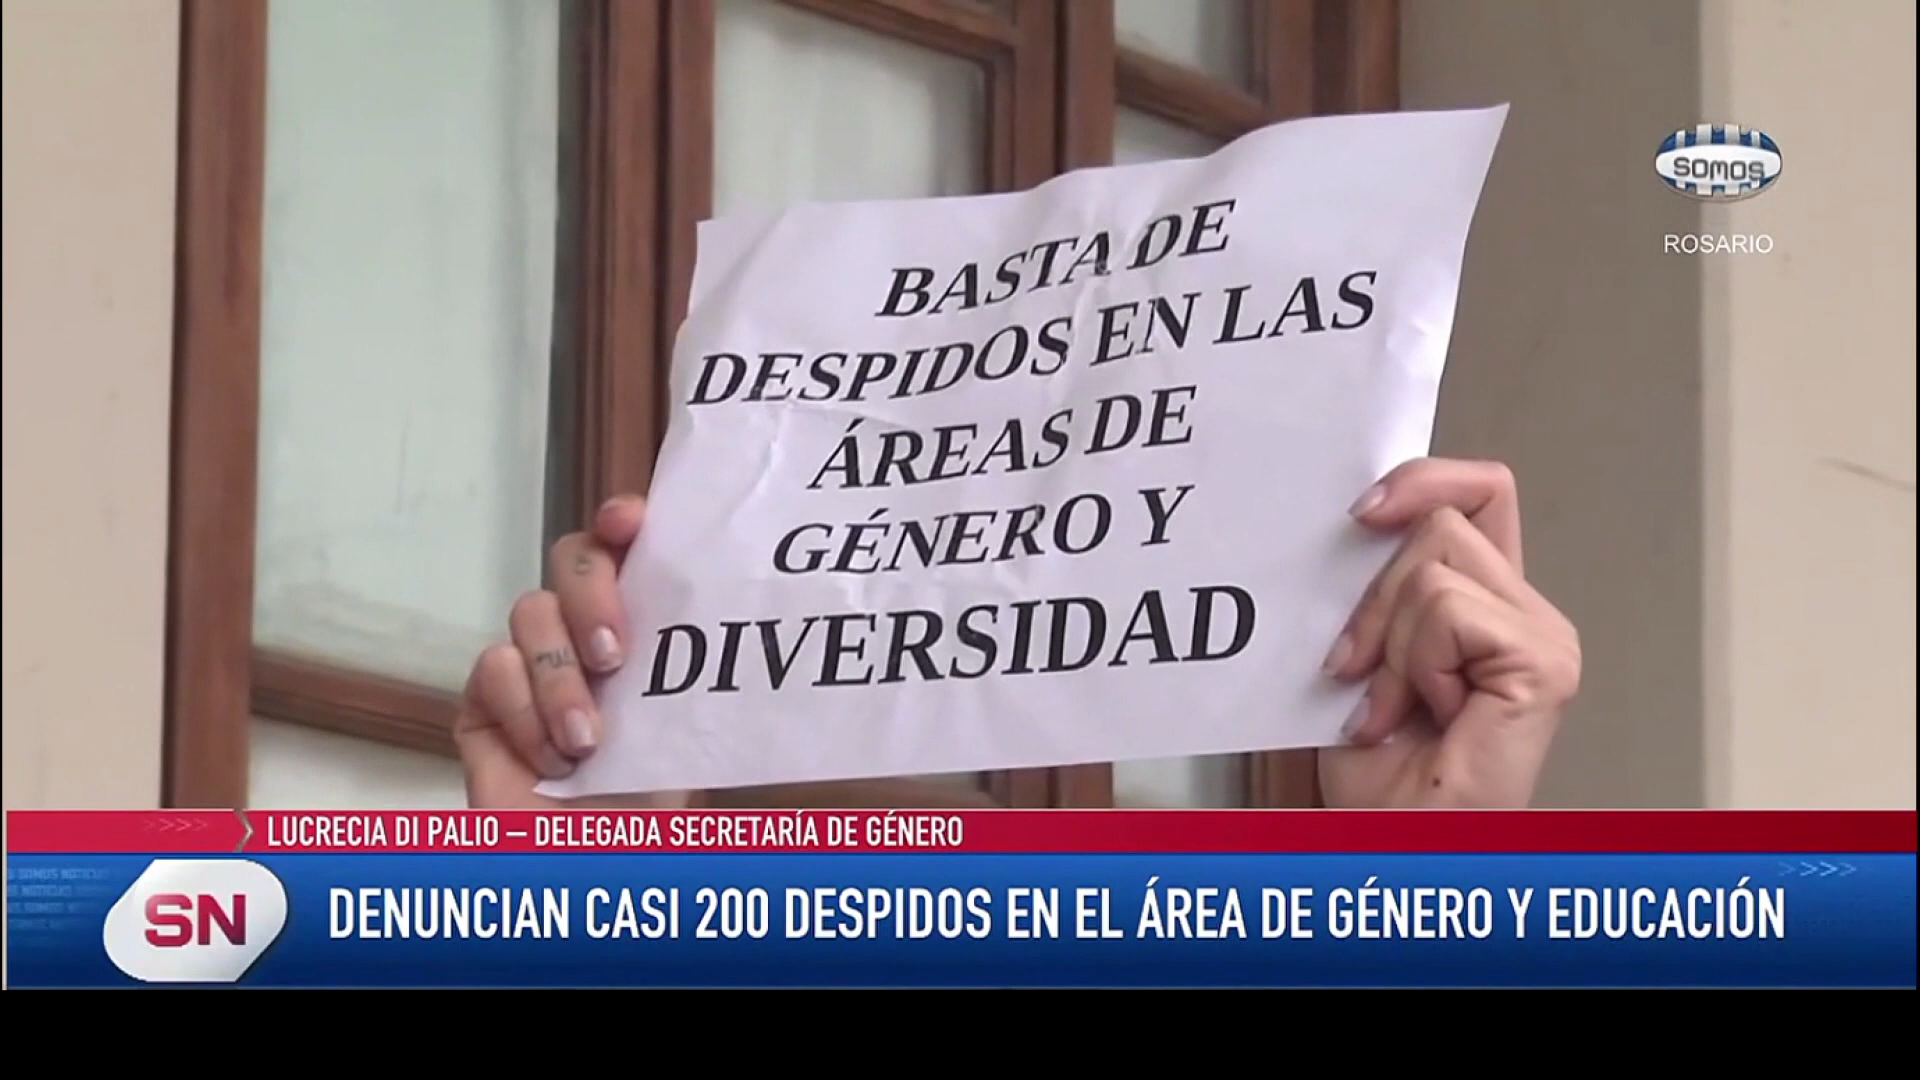 SOMOS
ROSARIO
BASTA DE
DESPIDOS EN LAS
ÁREAS DE
GÉNERO Y
DIVERSIDAD
LUCRECIA DI PALIO – DELEGADA SECRETARÍA DE GÉNERO
SN
DENUNCIAN CASI 200 DESPIDOS EN EL ÁREA DE GÉNERO Y EDUCACIÓN